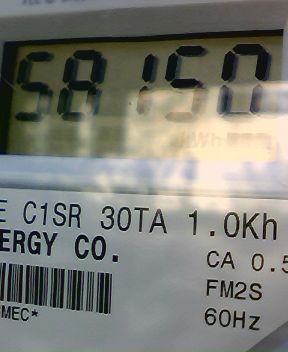 58150
kWh
E C1SR 30TA 1.0Kh
ERGY CO.
CA 0.5
FM2S
MEC*
60Hz